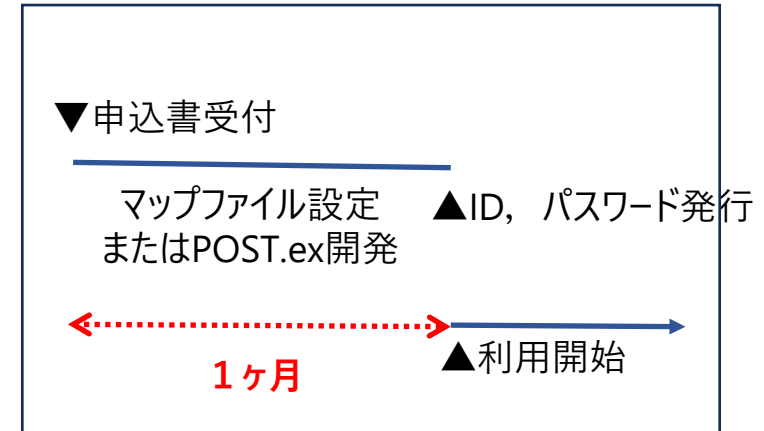 ▼申込書受付
マップファイル設定
またはPOST.ex開発
▲ID, パスワード発行
1ヶ月
▲利用開始